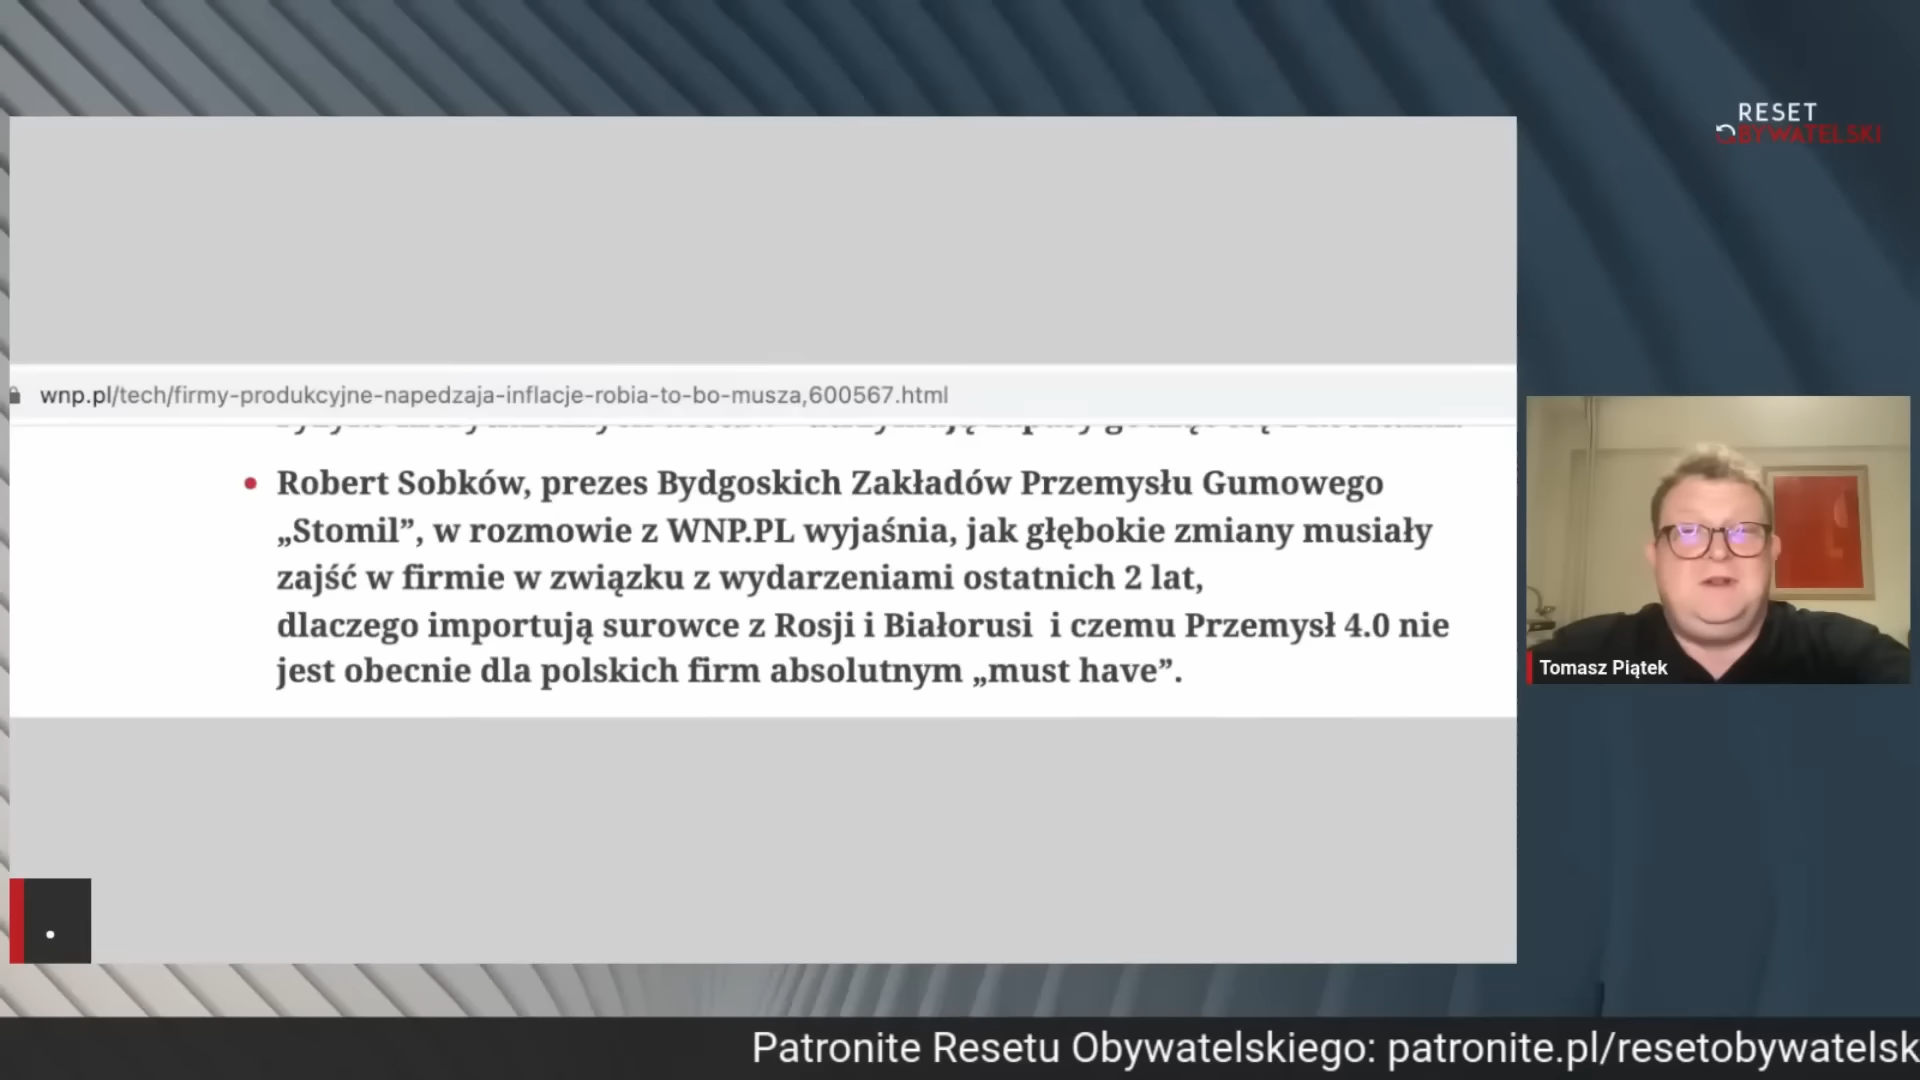 RESET
OBYWATELSKI
wnp.pl/tech/firmy-produkcyjne-napedzaja-inflacje-robia-to-bo-musza,600567.html
• Robert Sobków, prezes Bydgoskich Zakładów Przemysłu Gumowego
„Stomil”, w rozmowie z WNP.PL wyjaśnia, jak głębokie zmiany musiały
zajść w firmie w związku z wydarzeniami ostatnich 2 lat,
dlaczego importują surowce z Rosji i Białorusi i czemu Przemysł 4.0 nie
jest obecnie dla polskich firm absolutnym „must have”.
Tomasz Piątek
.
Patronite Resetu Obywatelskiego: patronite.pl/resetobywatelsk